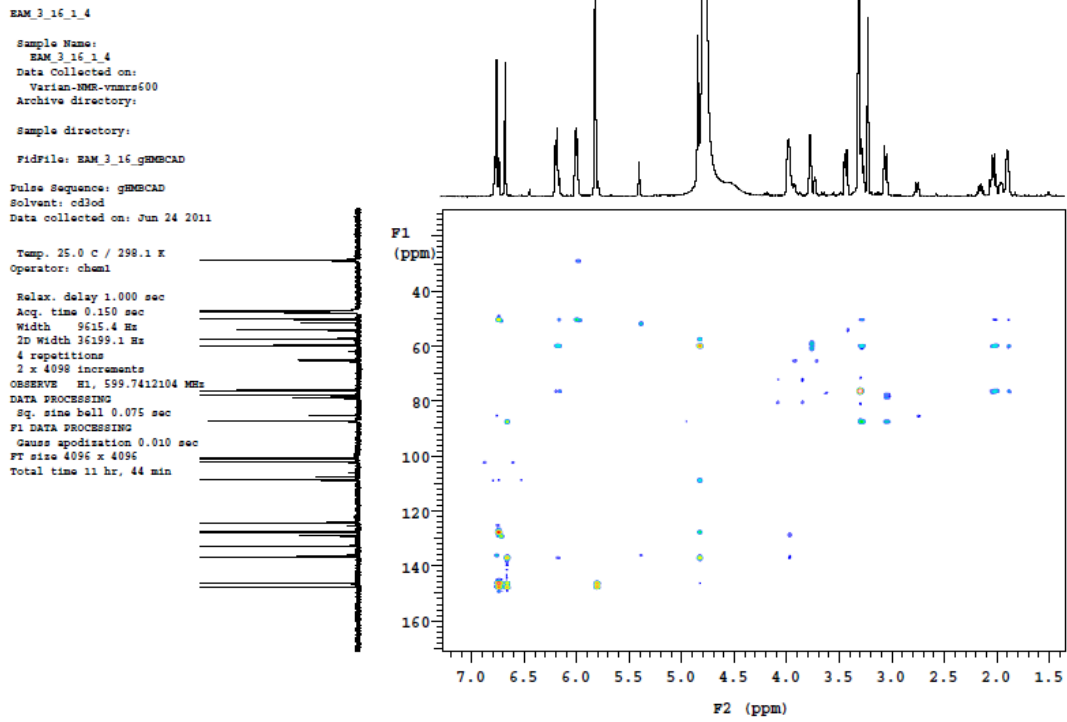 EAM_3_16_1_4
Sample Name:
EAM_3_16_1_4
Data Collected on:
Varian-NMR-vnmrs600
Archive directory:
Sample directory:
FidFile: EAM_3_16_gHMBCAD
Pulse Sequence: gHMBCAD
Solvent: cd3od
Data collected on: Jun 24 2011
Temp. 25.0 C / 298.1 K
Operator: chem1
Relax. delay 1.000 sec
Acq. time 0.150 sec
Width 9615.4 Hz
2D Width 36199.1 Hz
4 repetitions
2 x 4098 increments
OBSERVE H1, 599.7412104 MHz
DATA PROCESSING
Sq. sine bell 0.075 sec
F1 DATA PROCESSING
Gauss apodization 0.010 sec
FT size 4096 x 4096
Total time 11 hr, 44 min
F1
(ppm)
40
60
80
100
120
140
160
7.0 6.5 6.0 5.5 5.0 4.5 4.0 3.5 3.0 2.5 2.0 1.5
F2 (ppm)